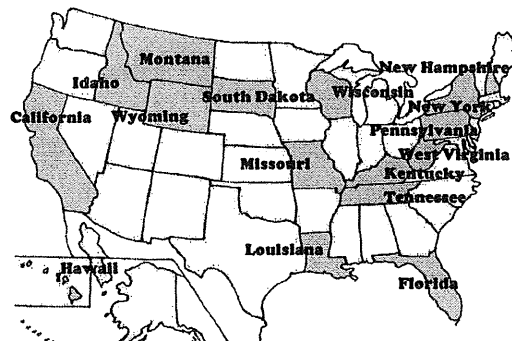 New Hampshire
Montana
Idaho
South Dakota
Wisconsin
New York
California
Wyoming
Pennsylvania
West Virginia
Missouri
Kentucky
Tennessee
Louisiana
Hawaii
Florida